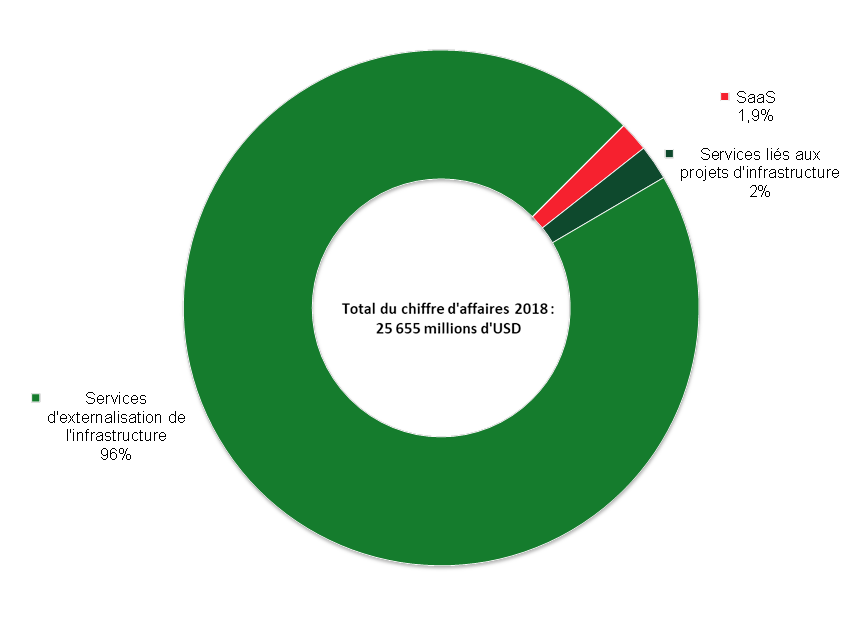 SaaS
1,9%
Services liés aux
projets d'infrastructure
2%
Total du chiffre d'affaires 2018 :
25 655 millions d'USD
Services
d'externalisation de
l'infrastructure
96%